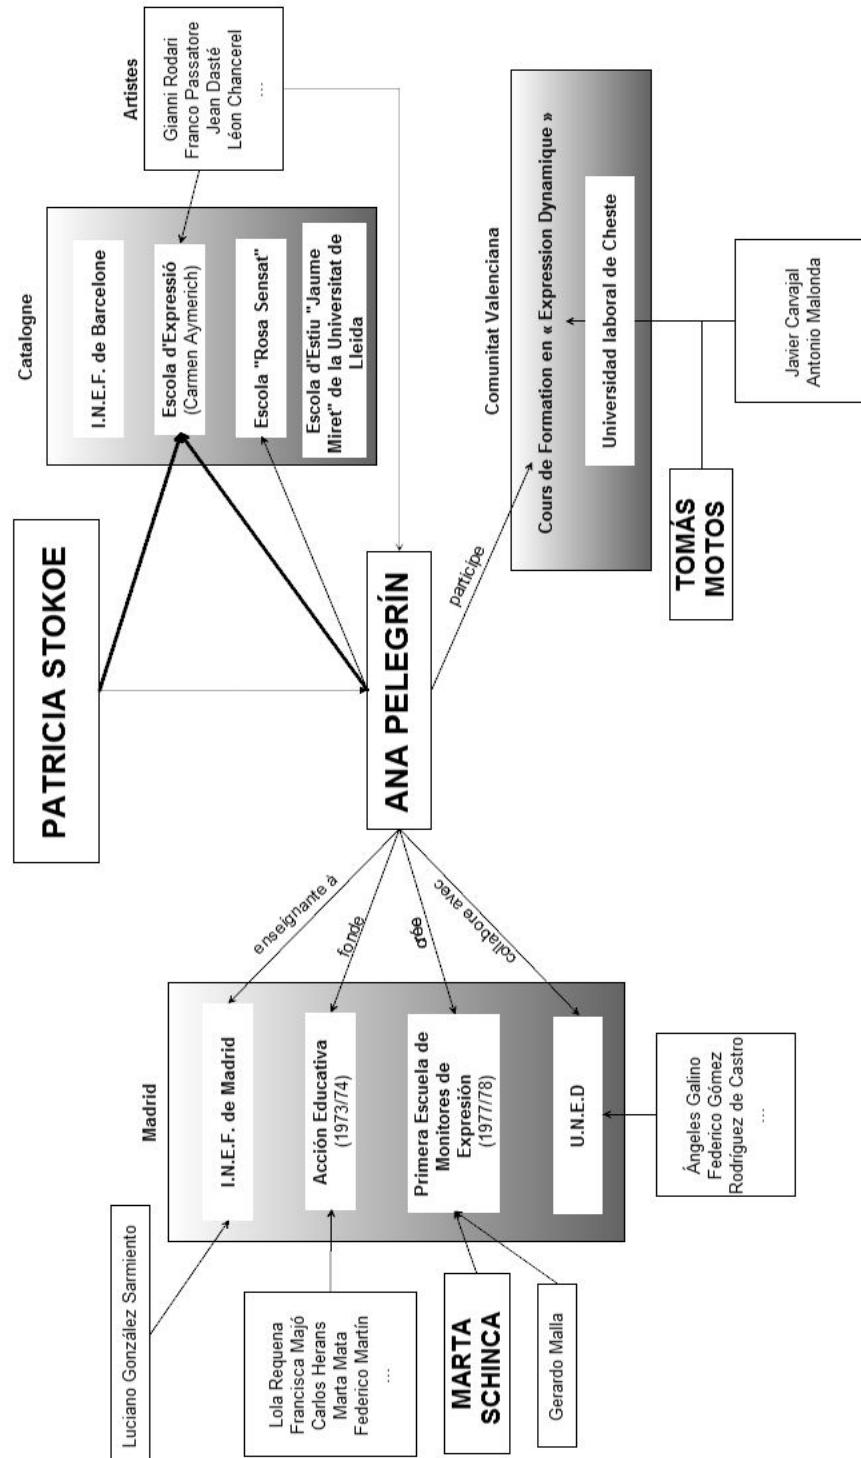 PATRICIA STOKOE
Catalogne
I.N.E.F. de Barcelone
Escola d'Expressió
(Carmen Aymerich)
Escola "Rosa Sensat"
Escola d'Estiu "Jaume
Miret" de la Universitat de
Lleida
Artistes
Gianni Rodari
Franco Passatore
Jean Dasté
Léon Chancerel
...
Madrid
Luciano González Sarmiento
I.N.E.F. de Madrid
enseignante à
Lola Requena
Francisca Majó
Carlos Herans
Marta Mata
Federico Martín
...
Acción Educativa
(1973/74)
fonde
ANA PELEGRÍN
MARTA
SCHINCA
Gerardo Malla
Primera Escuela de
Monitores de
Expresión
(1977/78)
crée
U.N.E.D
collabore avec
Ángeles Galino
Federico Gómez
Rodríguez de Castro
...
participe
Comunitat Valenciana
Cours de Formation en « Expression Dynamique »
Universidad laboral de Cheste
TOMÁS
MOTOS
Javier Carvajal
Antonio Malonda